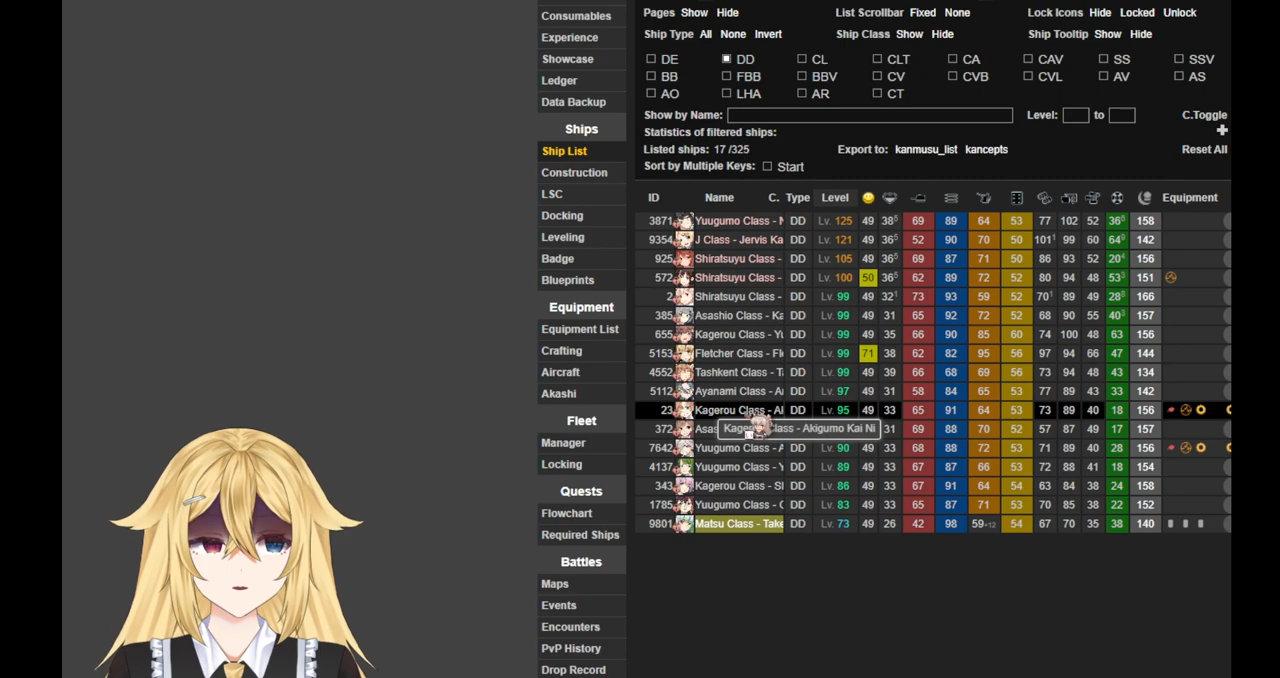 Consumables
Experience
Showcase
Ledger
Data Backup
Ships
Ship List
Construction
LSC
Docking
Leveling
Badge
Blueprints
Equipment
Equipment List
Crafting
Aircraft
Akashi
Fleet
Manager
Locking
Quests
Flowchart
Required Ships
Battles
Maps
Events
Encounters
PvP History
Drop Record
Pages Show Hide List Scrollbar Fixed None Lock Icons Hide Locked Unlock
Ship Type All None Invert Ship Class Show Hide Ship Tooltip Show Hide
DE DD CL CLT CA CAV SS SSV
BB FBB BBV CV CVB CVL AV AS
AO LHA AR CT
Show by Name: Level: to C.Toggle
Statistics of filtered ships:
Listed ships: 17 /325 Export to: kanmusu_list kancepts Reset All
Sort by Multiple Keys: Start
ID Name C. Type Level Equipment
3871 Yuugumo Class - DD Lv. 125 49 38⁵ 69 89 64 53 77 102 52 36⁶ 158
9354 J Class - Jervis Ka DD Lv. 121 49 36⁵ 52 90 70 50 101¹ 99 60 64⁹ 142
925 Shiratsuyu Class - DD Lv. 105 49 36⁵ 69 87 71 50 86 93 52 20⁴ 156
572 Shiratsuyu Class - DD Lv. 100 50 36⁵ 62 89 72 52 80 94 48 53³ 151
2 Shiratsuyu Class - DD Lv. 99 49 32¹ 73 93 59 52 70¹ 89 49 28⁸ 166
385 Asashio Class - Ka DD Lv. 99 49 31 65 92 72 52 68 90 55 40³ 157
655 Kagerou Class - Yu DD Lv. 99 49 35 66 90 85 60 74 100 48 63 156
5153 Fletcher Class - Fle DD Lv. 99 71 38 62 82 95 56 97 94 66 47 144
4552 Tashkent Class - T DD Lv. 99 49 39 66 68 69 56 73 94 48 43 134
5112 Ayanami Class - A DD Lv. 97 49 31 58 84 65 53 77 89 43 33 142
23 Kagerou Class - Al DD Lv. 95 49 33 65 91 64 53 73 89 40 18 156
372 Asas 31 69 88 70 52 57 87 49 17 157
Kagerou Class - Akigumo Kai Ni
7642 Yuugumo Class - A DD Lv. 90 49 33 68 88 72 53 71 89 40 28 156
4137 Yuugumo Class - Y DD Lv. 89 49 33 67 87 66 53 72 88 41 18 154
343 Kagerou Class - SI DD Lv. 86 49 33 67 91 64 54 63 84 38 24 158
1785 Yuugumo Class - DD Lv. 83 49 33 65 87 71 53 70 85 38 22 152
9801 Matsu Class - Take DD Lv. 73 49 26 42 98 59+12 54 67 70 35 38 140